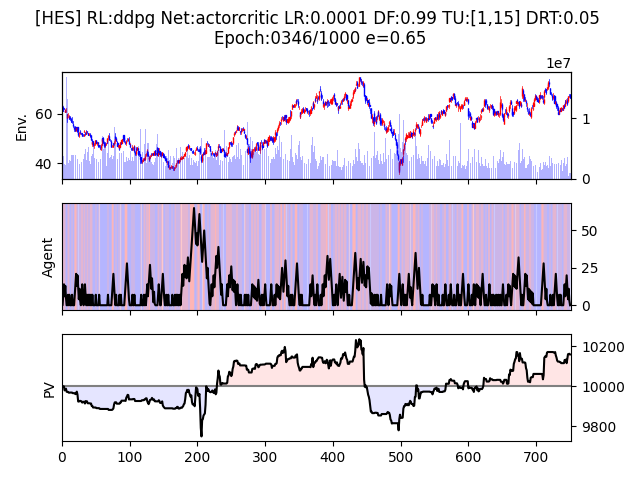 [HES] RL:ddpg Net:actorcritic LR:0.0001 DF:0.99 TU:[1,15] DRT:0.05
Epoch:0346/1000 e=0.65
1e7
Env.
60
40
1
0
Agent
50
25
0
PV
10200
10000
9800
0 100 200 300 400 500 600 700